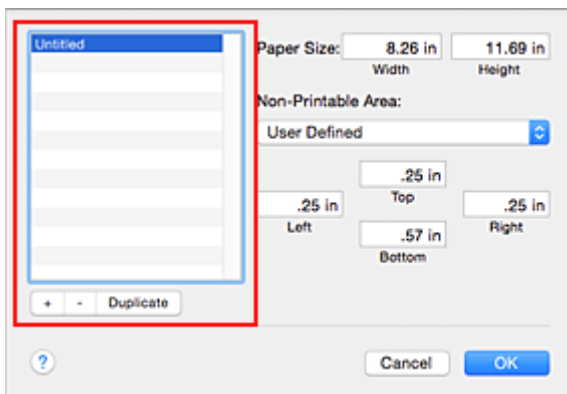 Untitled
Paper Size:
8.26 in
11.69 in
Width
Height
Non-Printable Area:
User Defined
.25 in
Top
.25 in
.25 in
Left
Right
.57 in
Bottom
+ - Duplicate
?
Cancel
OK